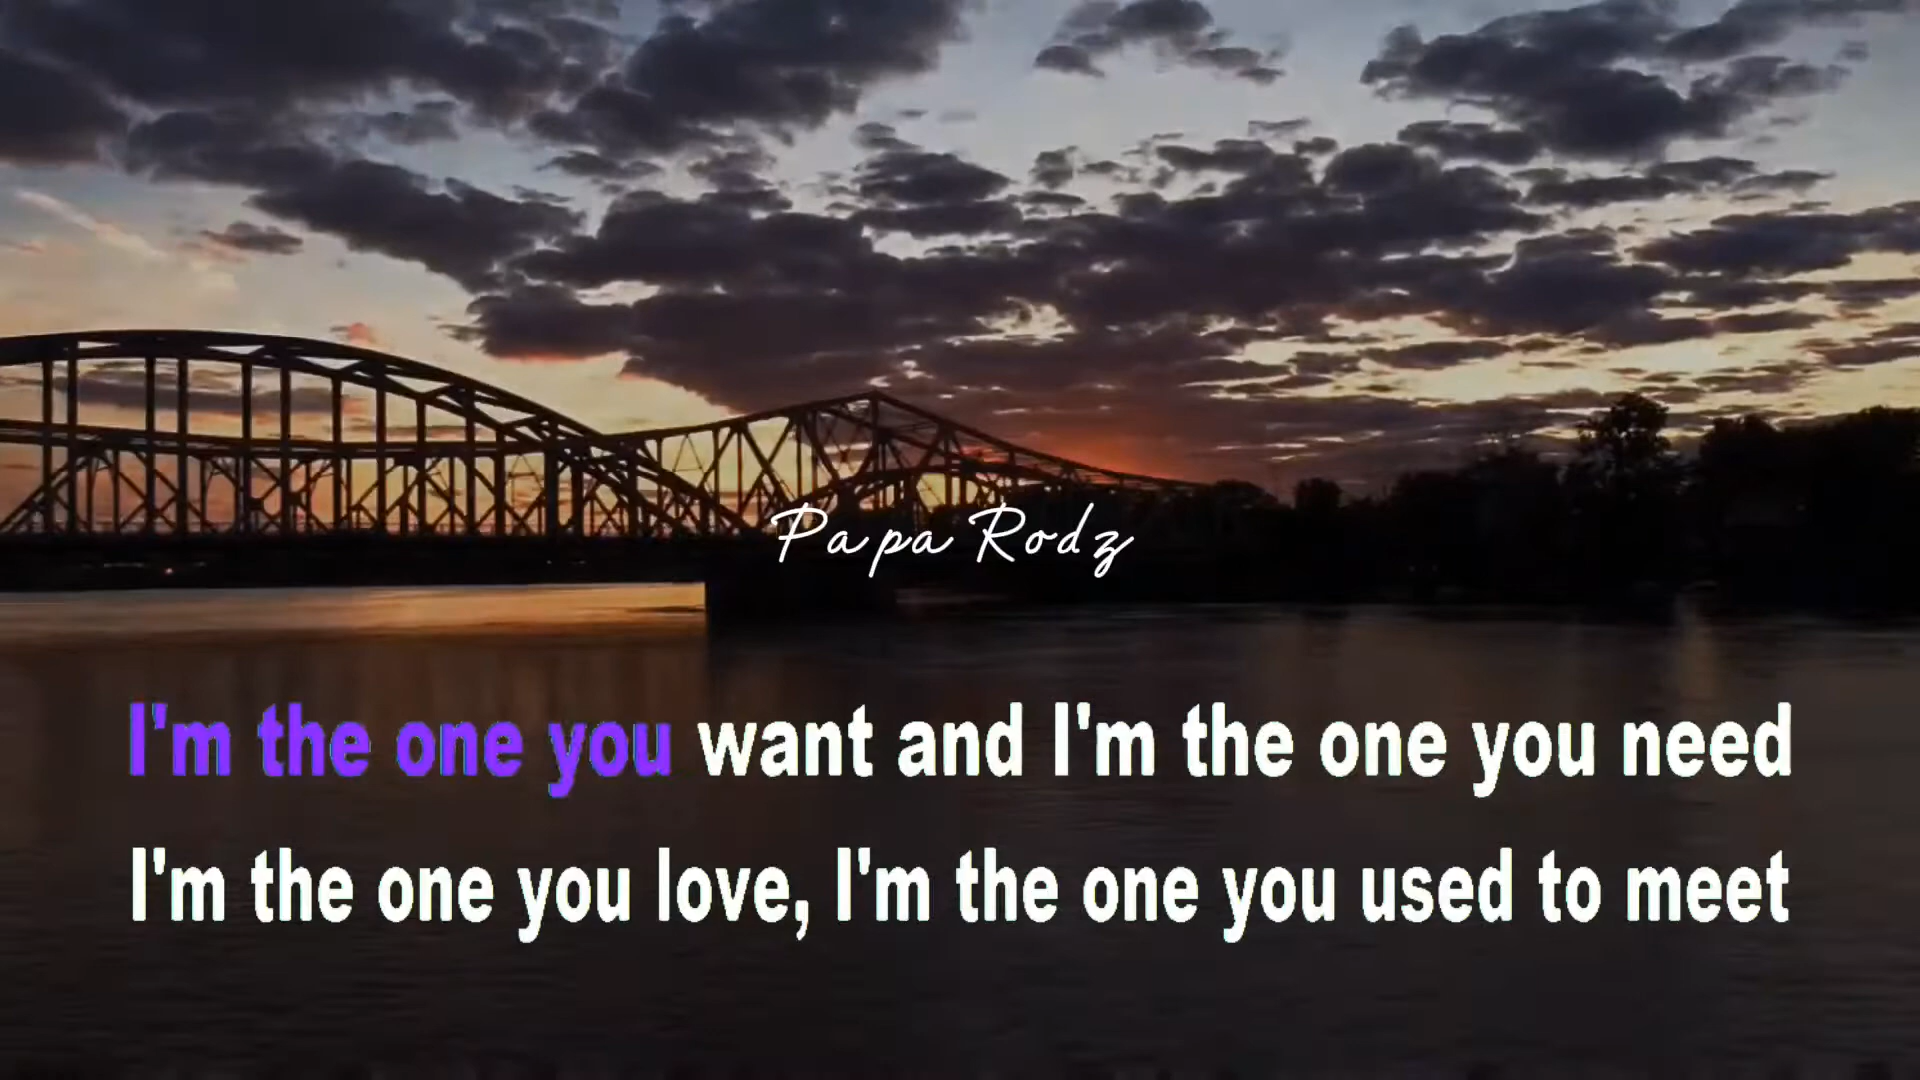 Papa Rodz
I'm the one you want and I'm the one you need
I'm the one you love, I'm the one you used to meet